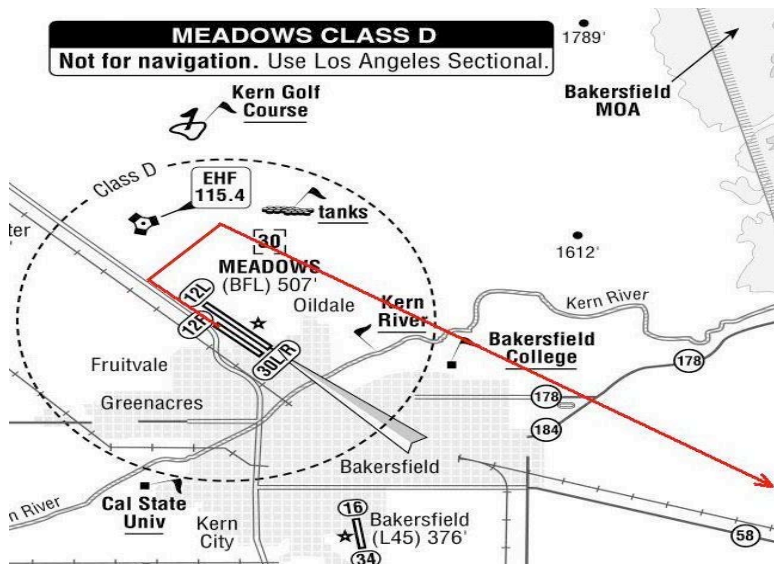 MEADOWS CLASS D
Not for navigation. Use Los Angeles Sectional.
1789'
Bakersfield
MOA
Kern Golf
Course
Class D
EHF
115.4
tanks
ter
30
MEADOWS
(BFL) 507'
1612'
Oildale
Kern
River
Kern River
12L
12R
30L/R
Bakersfield
College
Fruitvale
Greenacres
178
178
184
Bakersfield
n River
Cal State
Univ
Kern
City
16
Bakersfield
(L45) 376'
34
58